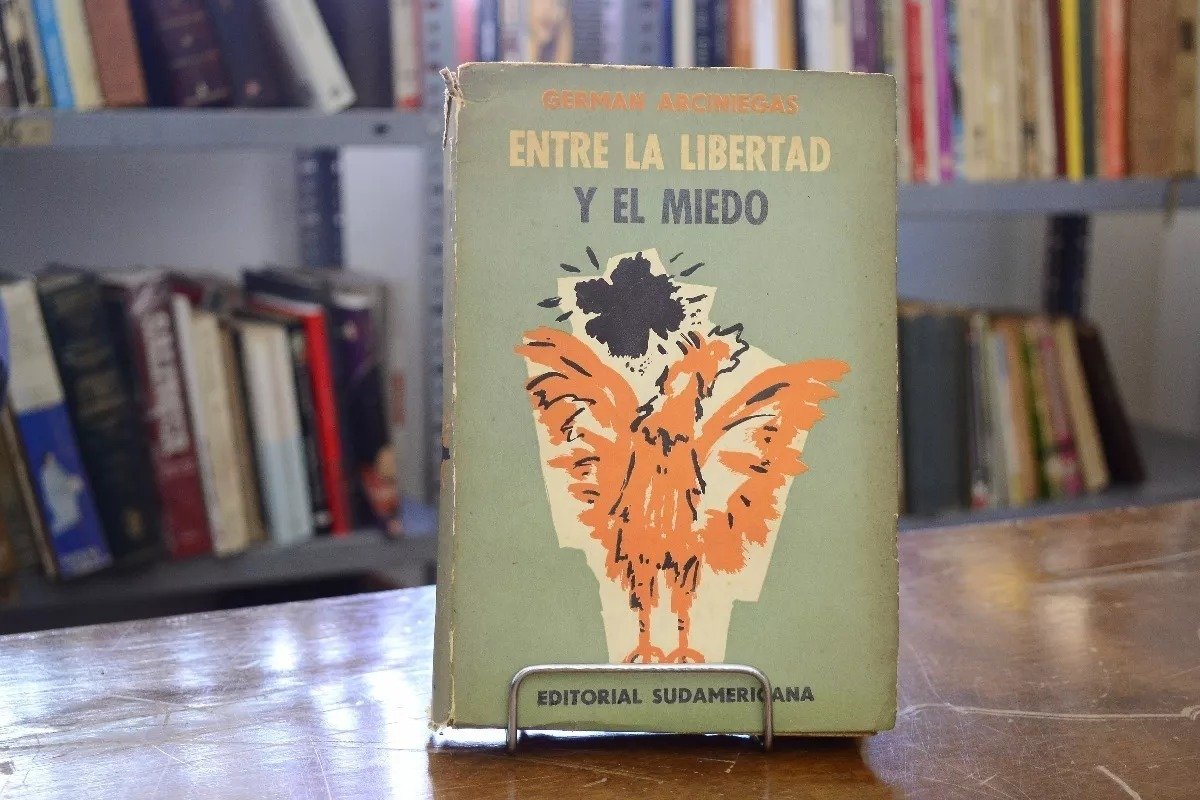 GERMAN ARCINIEGAS
ENTRE LA LIBERTAD
Y EL MIEDO
EDITORIAL SUDAMERICANA